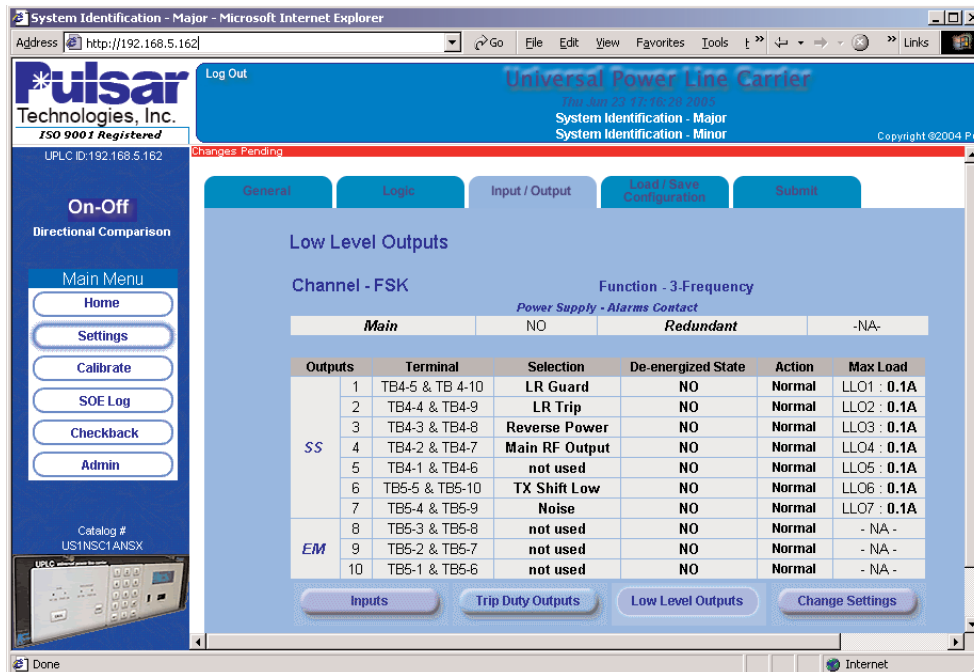 System Identification - Major - Microsoft Internet Explorer
Address http://192.168.5.162 Go File Edit View Favorites Tools Links
Pulsar
Technologies, Inc.
ISO 9001 Registered
Log Out
Universal Power Line Carrier
Thu Jun 23 17:16:28 2005
System Identification - Major
System Identification - Minor
Copyright ©2004
UPLC ID:192.168.5.162
Changes Pending
General Logic Input / Output Load / Save Configuration Submit
On-Off
Directional Comparison
Main Menu
Home
Settings
Calibrate
SOE Log
Checkback
Admin
Catalog #
US1NSC1ANSX
Low Level Outputs
Channel - FSK Function - 3-Frequency
Power Supply - Alarms Contact
Main NO Redundant -NA-
Outputs Terminal Selection De-energized State Action Max Load
SS
1 TB4-5 & TB 4-10 LR Guard NO Normal LLO1 : 0.1A
2 TB4-4 & TB4-9 LR Trip NO Normal LLO2 : 0.1A
3 TB4-3 & TB4-8 Reverse Power NO Normal LLO3 : 0.1A
4 TB4-2 & TB4-7 Main RF Output NO Normal LLO4 : 0.1A
5 TB4-1 & TB4-6 not used NO Normal LLO5 : 0.1A
6 TB5-5 & TB5-10 TX Shift Low NO Normal LLO6 : 0.1A
7 TB5-4 & TB5-9 Noise NO Normal LLO7 : 0.1A
EM
8 TB5-3 & TB5-8 not used NO Normal - NA -
9 TB5-2 & TB5-7 not used NO Normal - NA -
10 TB5-1 & TB5-6 not used NO Normal - NA -
Inputs Trip Duty Outputs Low Level Outputs Change Settings
Done Internet